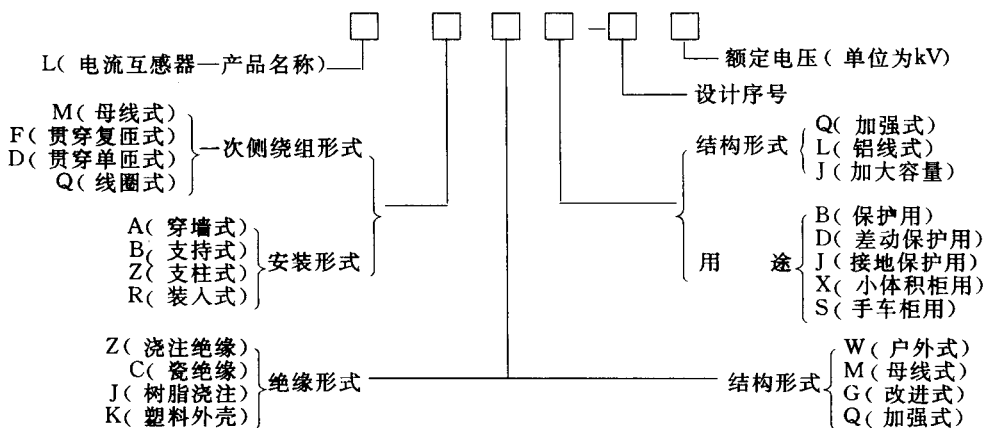 L( 电流互感器—产品名称)
额定电压( 单位为kV)
设计序号
M( 母线式)
F( 贯穿复匝式)
D( 贯穿单匝式)
Q( 线圈式)
一次侧绕组形式
结构形式
Q( 加强式)
L( 铝线式)
J( 加大容量)
A( 穿墙式)
B( 支持式)
Z( 支柱式)
R( 装入式)
安装形式
用 途
B( 保护用)
D( 差动保护用)
J( 接地保护用)
X( 小体积柜用)
S( 手车柜用)
Z( 浇注绝缘)
C( 瓷绝缘)
J( 树脂浇注)
K( 塑料外壳)
绝缘形式
结构形式
W( 户外式)
M( 母线式)
G( 改进式)
Q( 加强式)